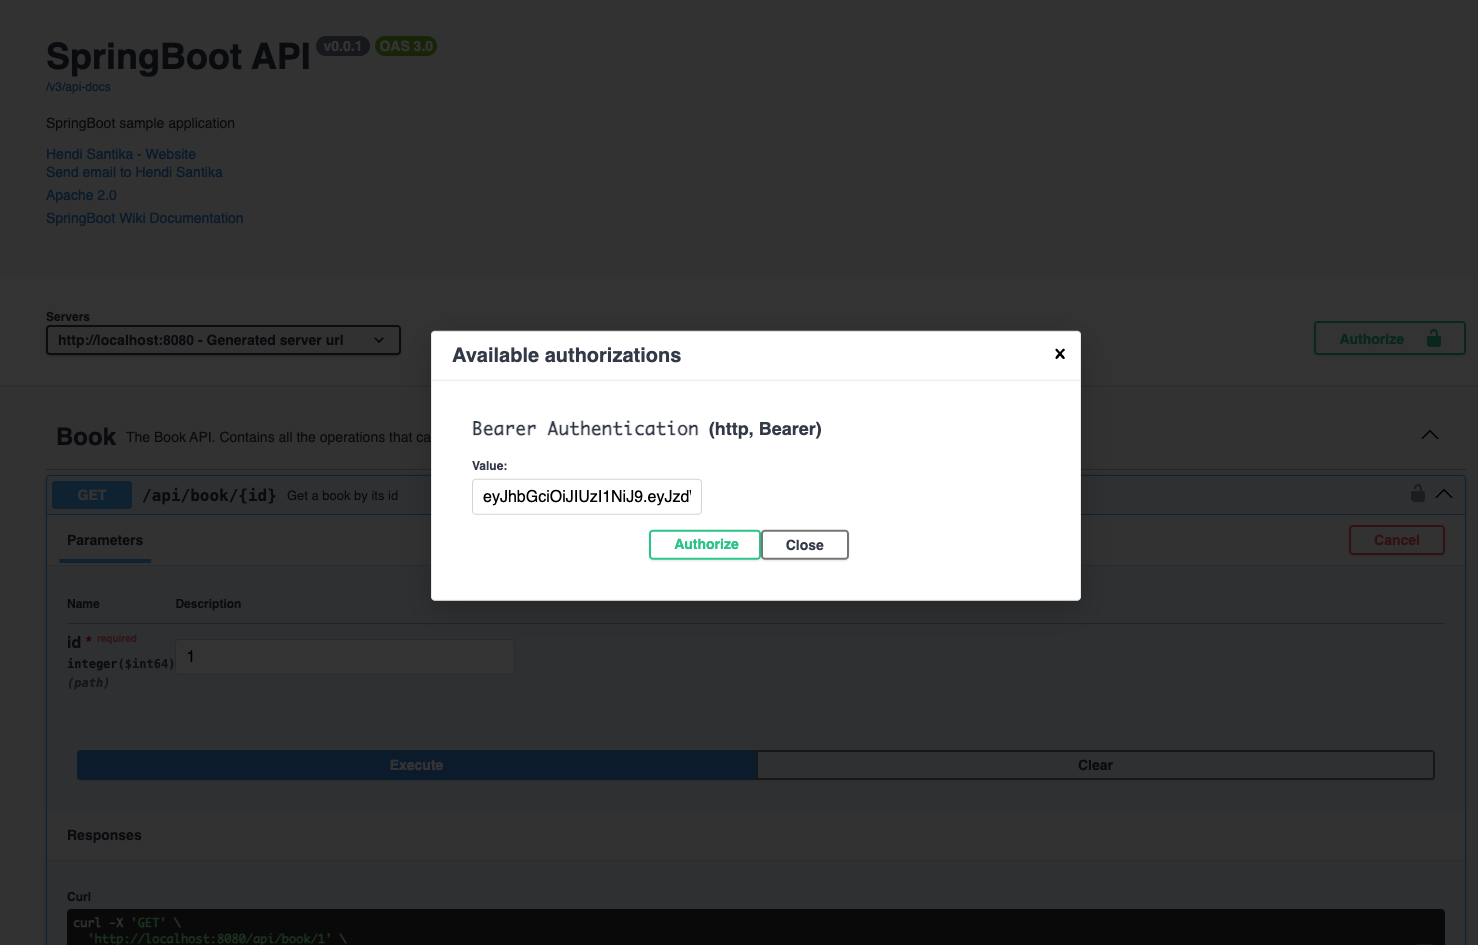 SpringBoot API v0.0.1 OAS 3.0
/v3/api-docs
SpringBoot sample application
Hendi Santika - Website
Send email to Hendi Santika
Apache 2.0
SpringBoot Wiki Documentation
Servers
http://localhost:8080 - Generated server url
Authorize
Available authorizations
Bearer Authentication (http, Bearer)
Value:
eyJhbGciOiJIUzI1NiJ9.eyJzd
Authorize
Close
Book The Book API. Contains all the operations that ca
GET /api/book/{id} Get a book by its id
Parameters
Cancel
Name Description
id * required
integer($int64)
(path)
1
Execute
Clear
Responses
Curl
curl -X 'GET' \
'http://localhost:8080/api/book/1' \